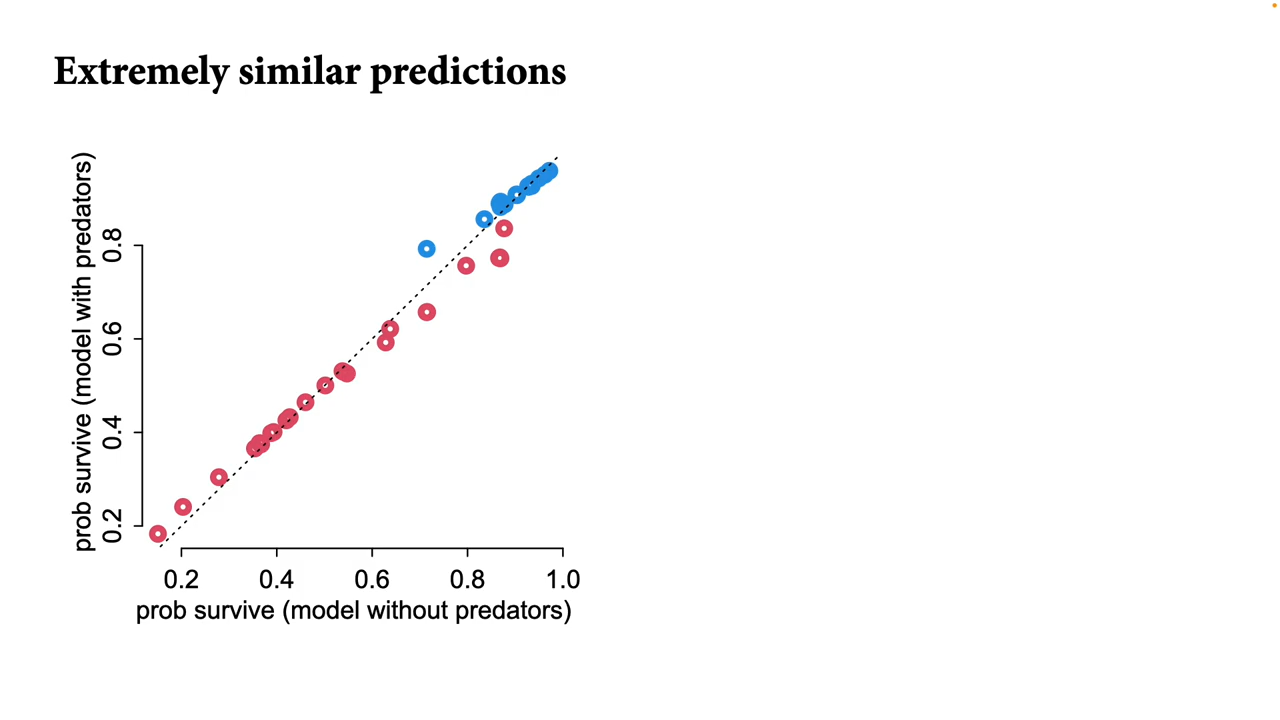 Extremely similar predictions
prob survive (model with predators)
0.8
0.6
0.4
0.2
0.2 0.4 0.6 0.8 1.0
prob survive (model without predators)